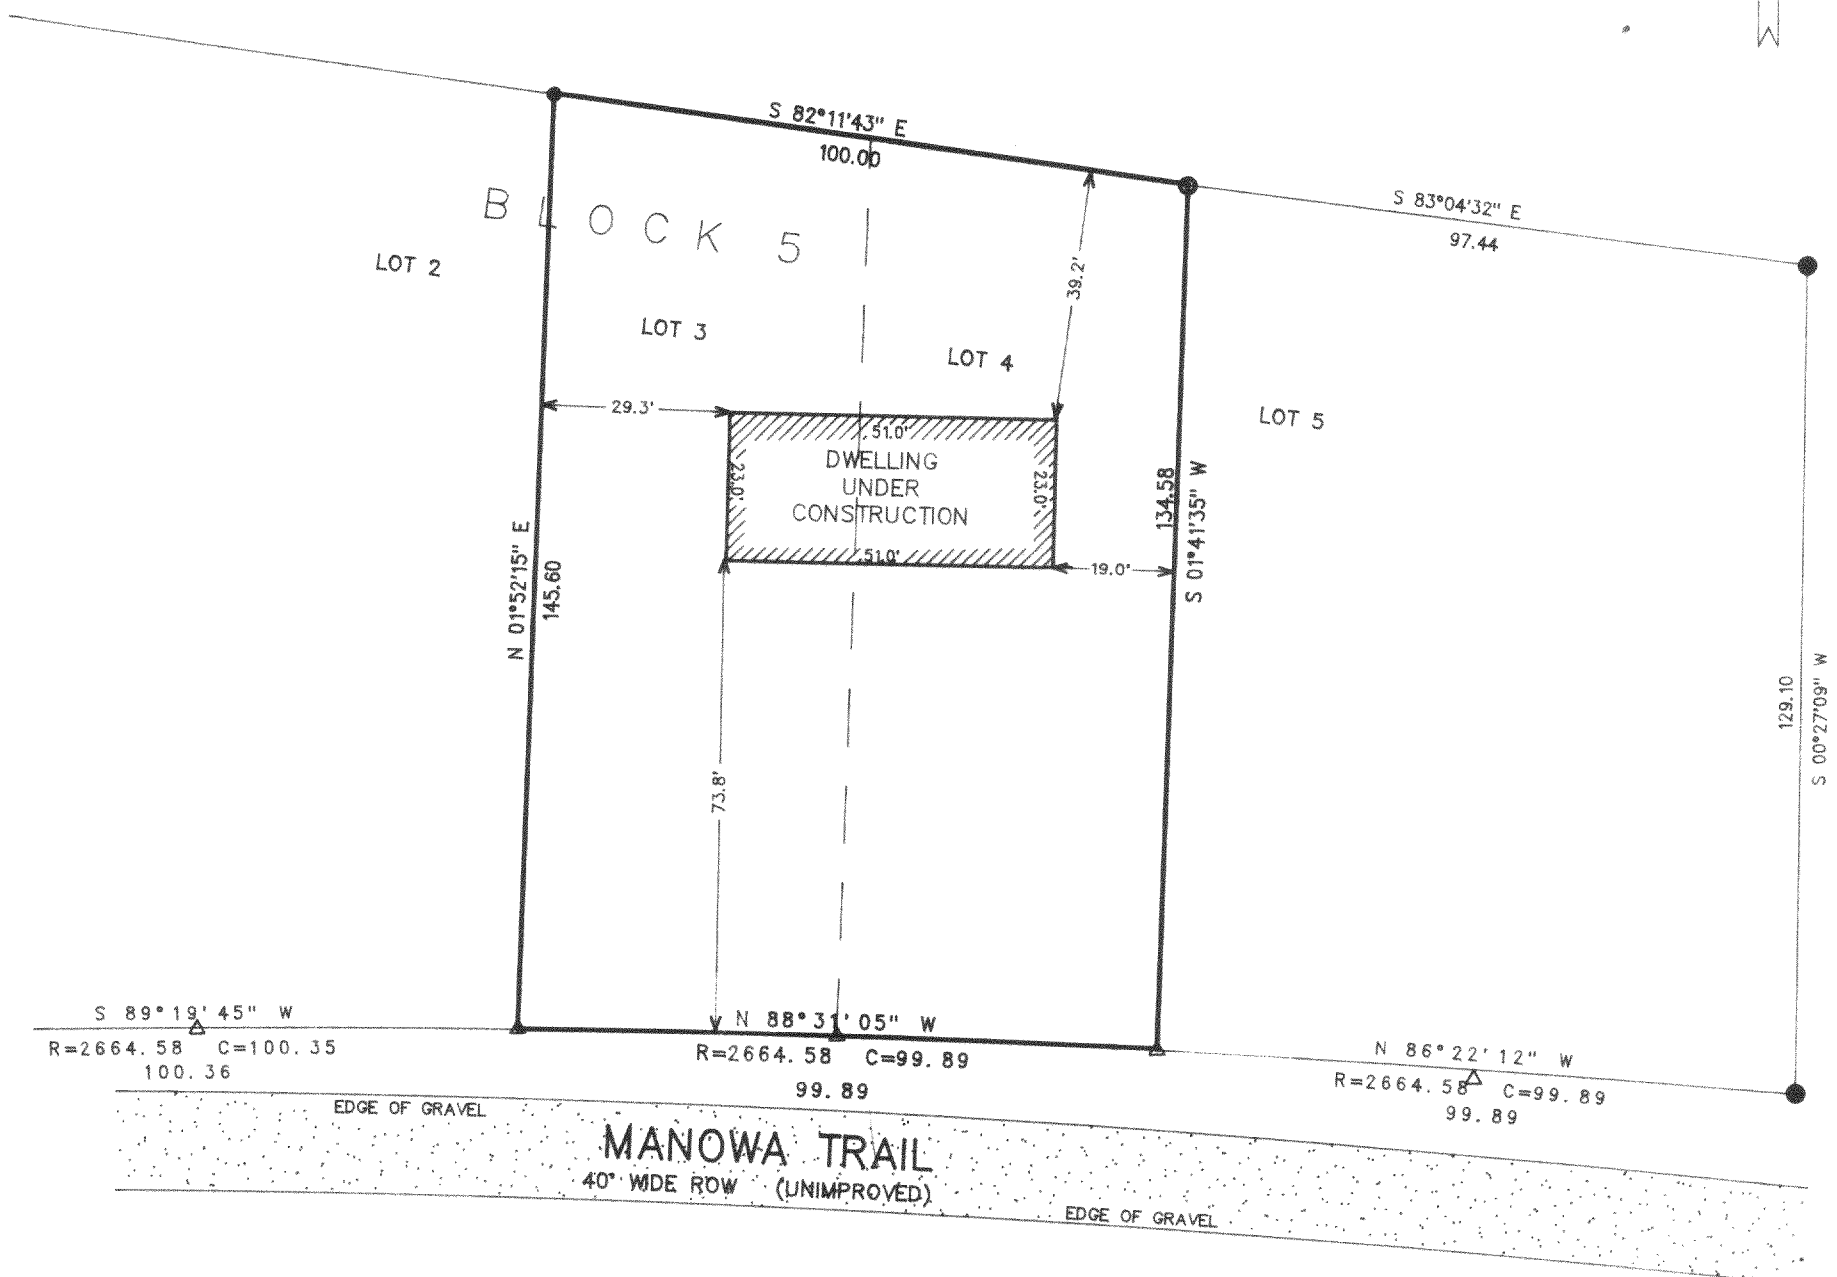 S 82°11'43" E
100.00
S 83°04'32" E
97.44
BLOCK 5
LOT 2
LOT 3
LOT 4
LOT 5
39.2'
29.3'
51.0'
23.0'
DWELLING
UNDER
CONSTRUCTION
23.0'
51.0'
19.0'
134.58
S 01°41'35" W
N 01°52'15" E
145.60
73.8'
129.10
S 00°27'09" W
S 89°19'45" W
R=2664.58 C=100.35
100.36
N 88°31'05" W
R=2664.58 C=99.89
99.89
N 86°22'12" W
R=2664.58 C=99.89
99.89
EDGE OF GRAVEL
MANOWA TRAIL
40' WIDE ROW (UNIMPROVED)
EDGE OF GRAVEL